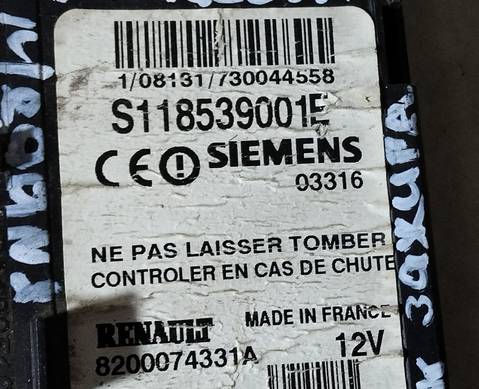 1/08131/730044558
S118539001E
CE SIEMENS
03316
NE PAS LAISSER TOMBER
CONTROLER EN CAS DE CHUTE
RENAULT MADE IN FRANCE
8200074331A 12V